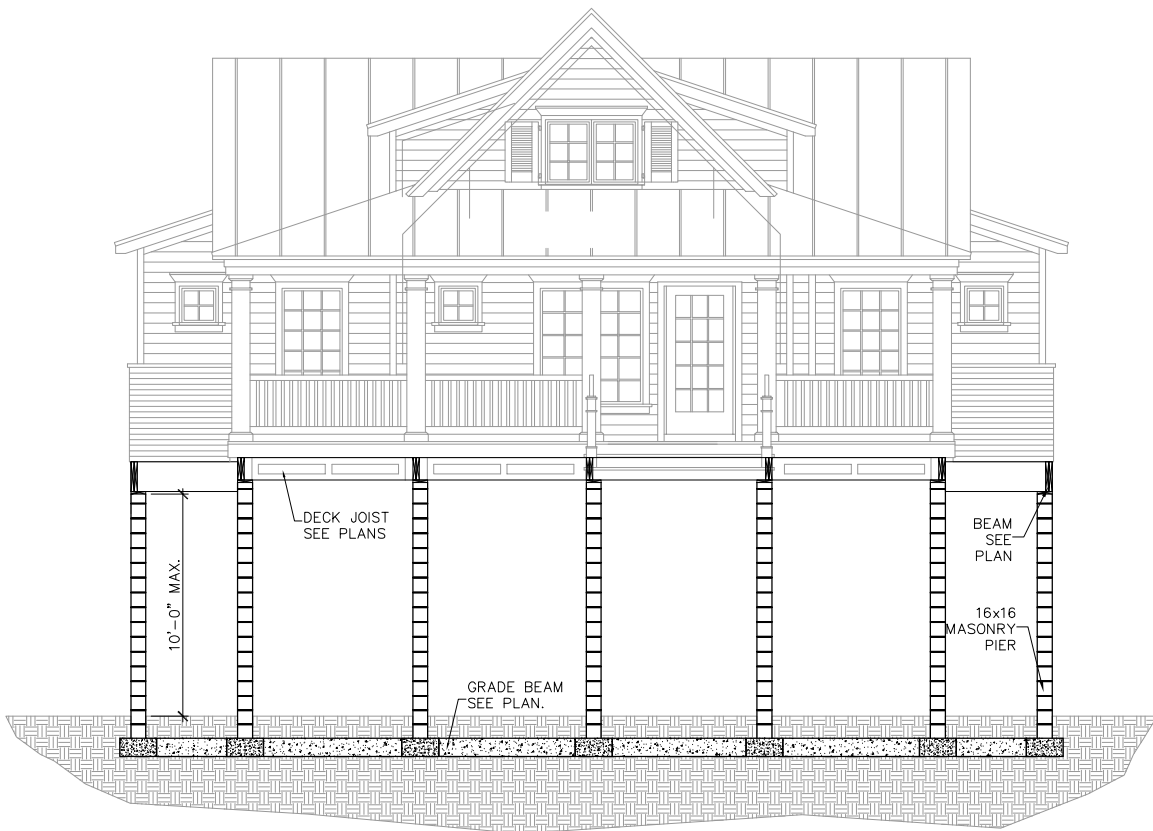 DECK JOIST
SEE PLANS
BEAM
SEE
PLAN
10'-0" MAX.
16x16
MASONRY
PIER
GRADE BEAM
SEE PLAN.